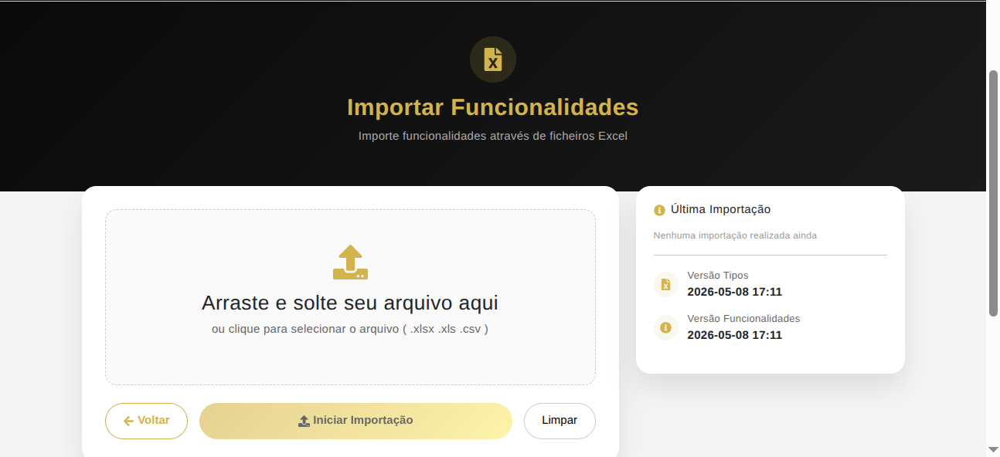 Importar Funcionalidades
Importe funcionalidades através de ficheiros Excel
Arraste e solte seu arquivo aqui
ou clique para selecionar o arquivo ( .xlsx .xls .csv )
Voltar
Iniciar Importação
Limpar
Última Importação
Nenhuma importação realizada ainda
Versão Tipos
2026-05-08 17:11
Versão Funcionalidades
2026-05-08 17:11